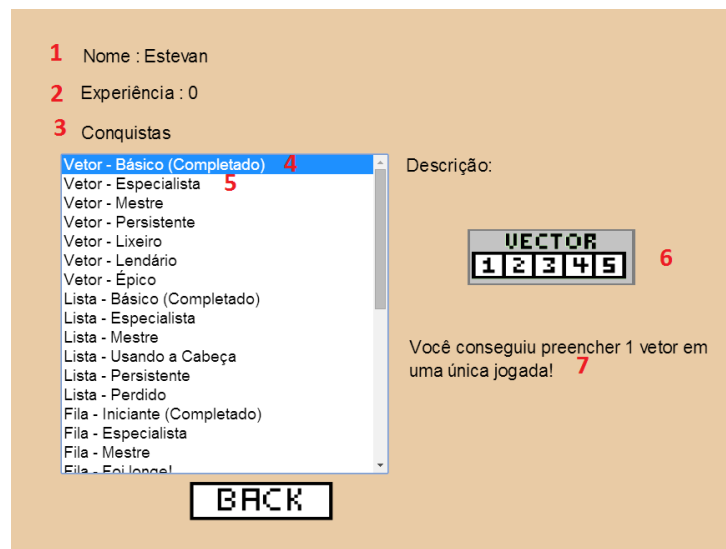 1 Nome : Estevan
2 Experiência : 0
3 Conquistas
Vetor - Básico (Completado) 4
Vetor - Especialista 5
Vetor - Mestre
Vetor - Persistente
Vetor - Lixeiro
Vetor - Lendário
Vetor - Épico
Lista - Básico (Completado)
Lista - Especialista
Lista - Mestre
Lista - Usando a Cabeça
Lista - Persistente
Lista - Perdido
Fila - Iniciante (Completado)
Fila - Especialista
Fila - Mestre
Fila - Foi longe!
Descrição:
VECTOR
1 2 3 4 5 6
Você conseguiu preencher 1 vetor em
uma única jogada! 7
BACK